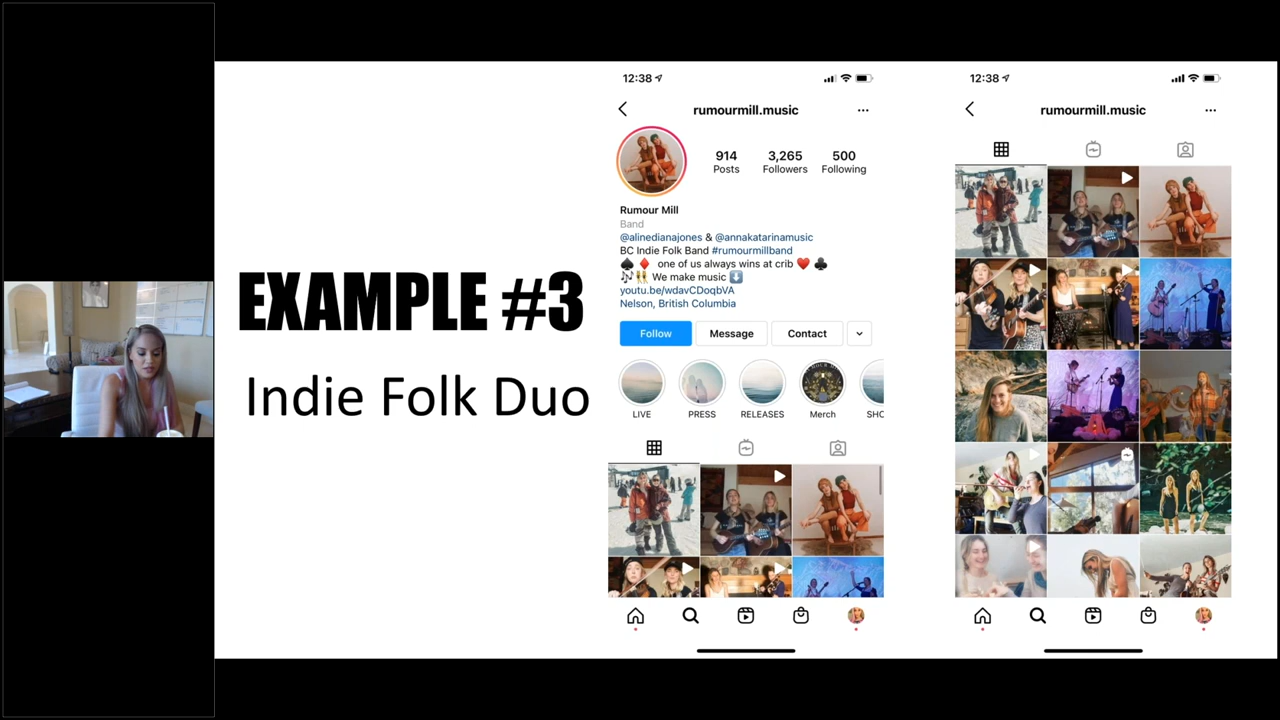 EXAMPLE #3
Indie Folk Duo
12:38
rumourmill.music
914
3,265
500
Posts
Followers
Following
Rumour Mill
Band
@alinedianajones & @annakatarinamusic
BC Indie Folk Band #rumourmillband
♠️ ♦️ one of us always wins at crib ❤️ ♣️
🎶👯 We make music ⬇️
youtu.be/wdavCDoqbVA
Nelson, British Columbia
Follow
Message
Contact
LIVE
PRESS
RELEASES
Merch
SHO
12:38
rumourmill.music